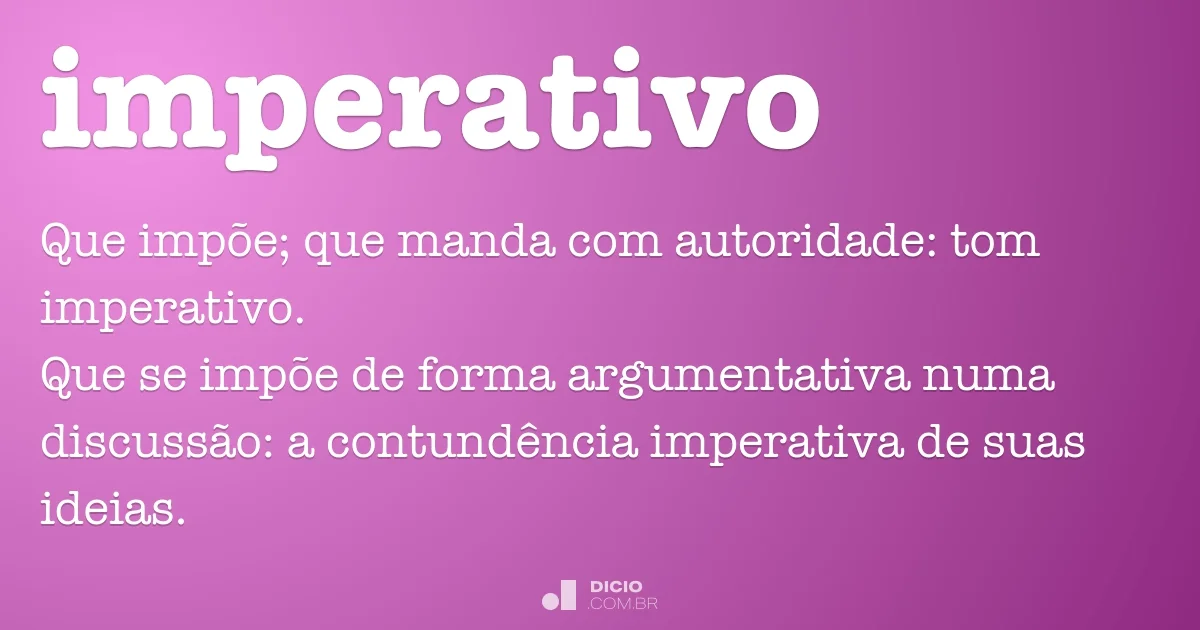 imperativo
Que impõe; que manda com autoridade: tom
imperativo.
Que se impõe de forma argumentativa numa
discussão: a contundência imperativa de suas
ideias.
DICIO
.COM.BR